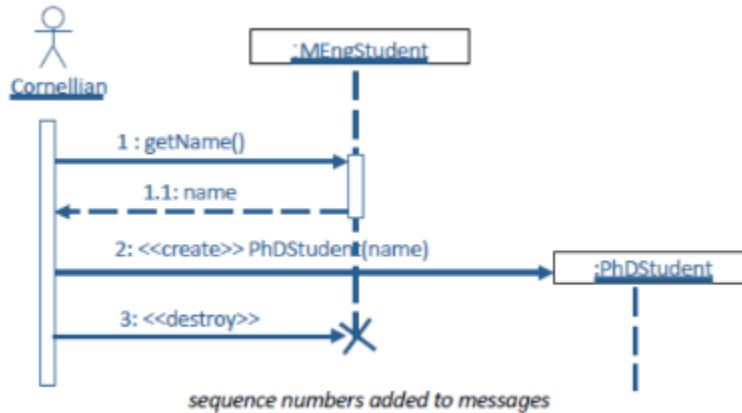 :MEngStudent
Cornellian
1 : getName()
1.1: name
2: <<create>> PhDStudent(name)
:PhDStudent
3: <<destroy>>
sequence numbers added to messages